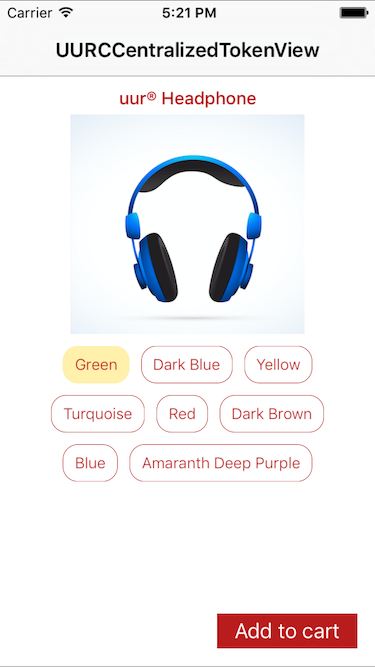 Carrier 5:21 PM
UURCCentralizedTokenView
uur® Headphone
Green Dark Blue Yellow
Turquoise Red Dark Brown
Blue Amaranth Deep Purple
Add to cart